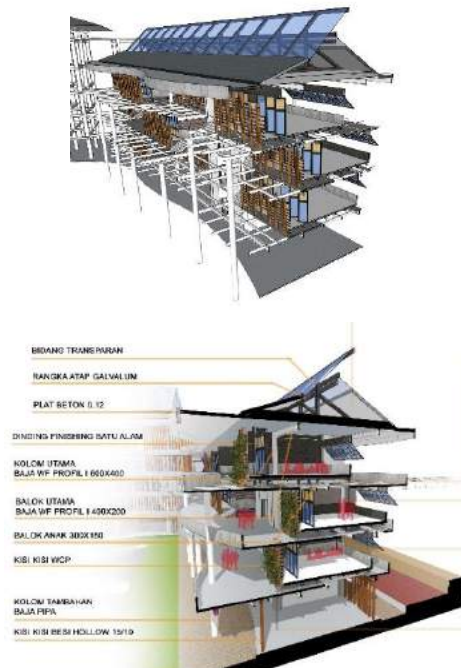 BIDANG TRANSPARAN
RANGKA ATAP GALVALUM
PLAT BETON 0.12
DINDING FINISHING BATU ALAM
KOLOM UTAMA
BAJA WF PROFIL I 600X400
BALOK UTAMA
BAJA WF PROFIL I 400X200
BALOK ANAK 300X150
KISI KISI WCP
KOLOM TAMBAHAN
BAJA PIPA
KISI KISI BESI HOLLOW 15/10